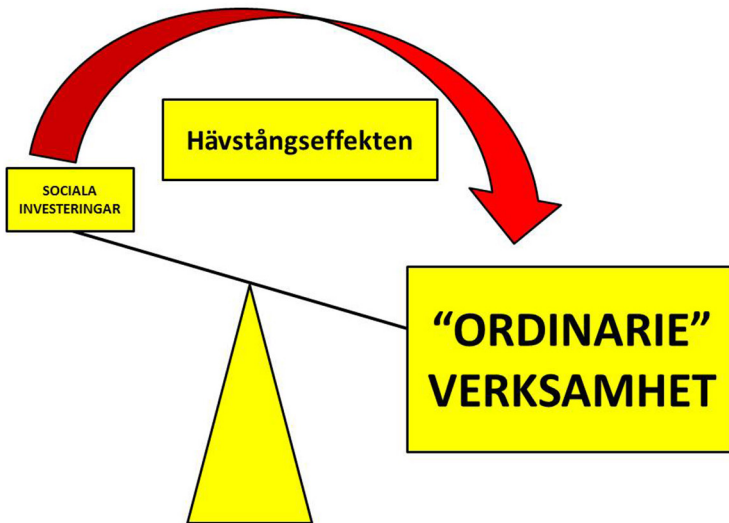 Hävstångseffekten
SOCIALA
INVESTERINGAR
“ORDINARIE”
VERKSAMHET